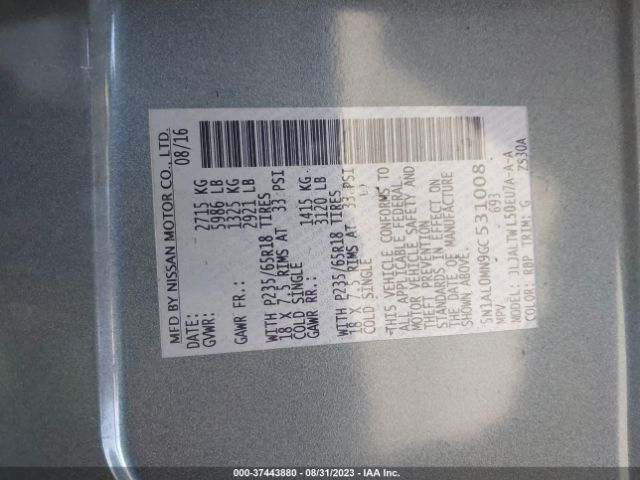 MFD BY NISSAN MOTOR CO., LTD.
DATE: 08/16
GVWR: 2715 KG
5986 LB
GAWR FR.: 1325 KG
2921 LB
WITH P235/65R18 TIRES
18 X 7.5 RIMS AT 33 PSI
COLD SINGLE
GAWR RR.: 1415 KG
3120 LB
WITH P235/65R18 TIRES
18 X 7.5 RIMS AT 33 PSI
COLD SINGLE
THIS VEHICLE CONFORMS TO
ALL APPLICABLE FEDERAL
MOTOR VEHICLE SAFETY AND
THEFT PREVENTION
STANDARDS IN EFFECT ON
THE DATE OF MANUFACTURE
SHOWN ABOVE.
5N1AL0MN9GC531008
MPV 693
MODEL: JLJALTWL50EU7A-A-A
COLOR: RBP TRIM: G ZS30A
000-37443880 - 08/31/2023 - IAA Inc.